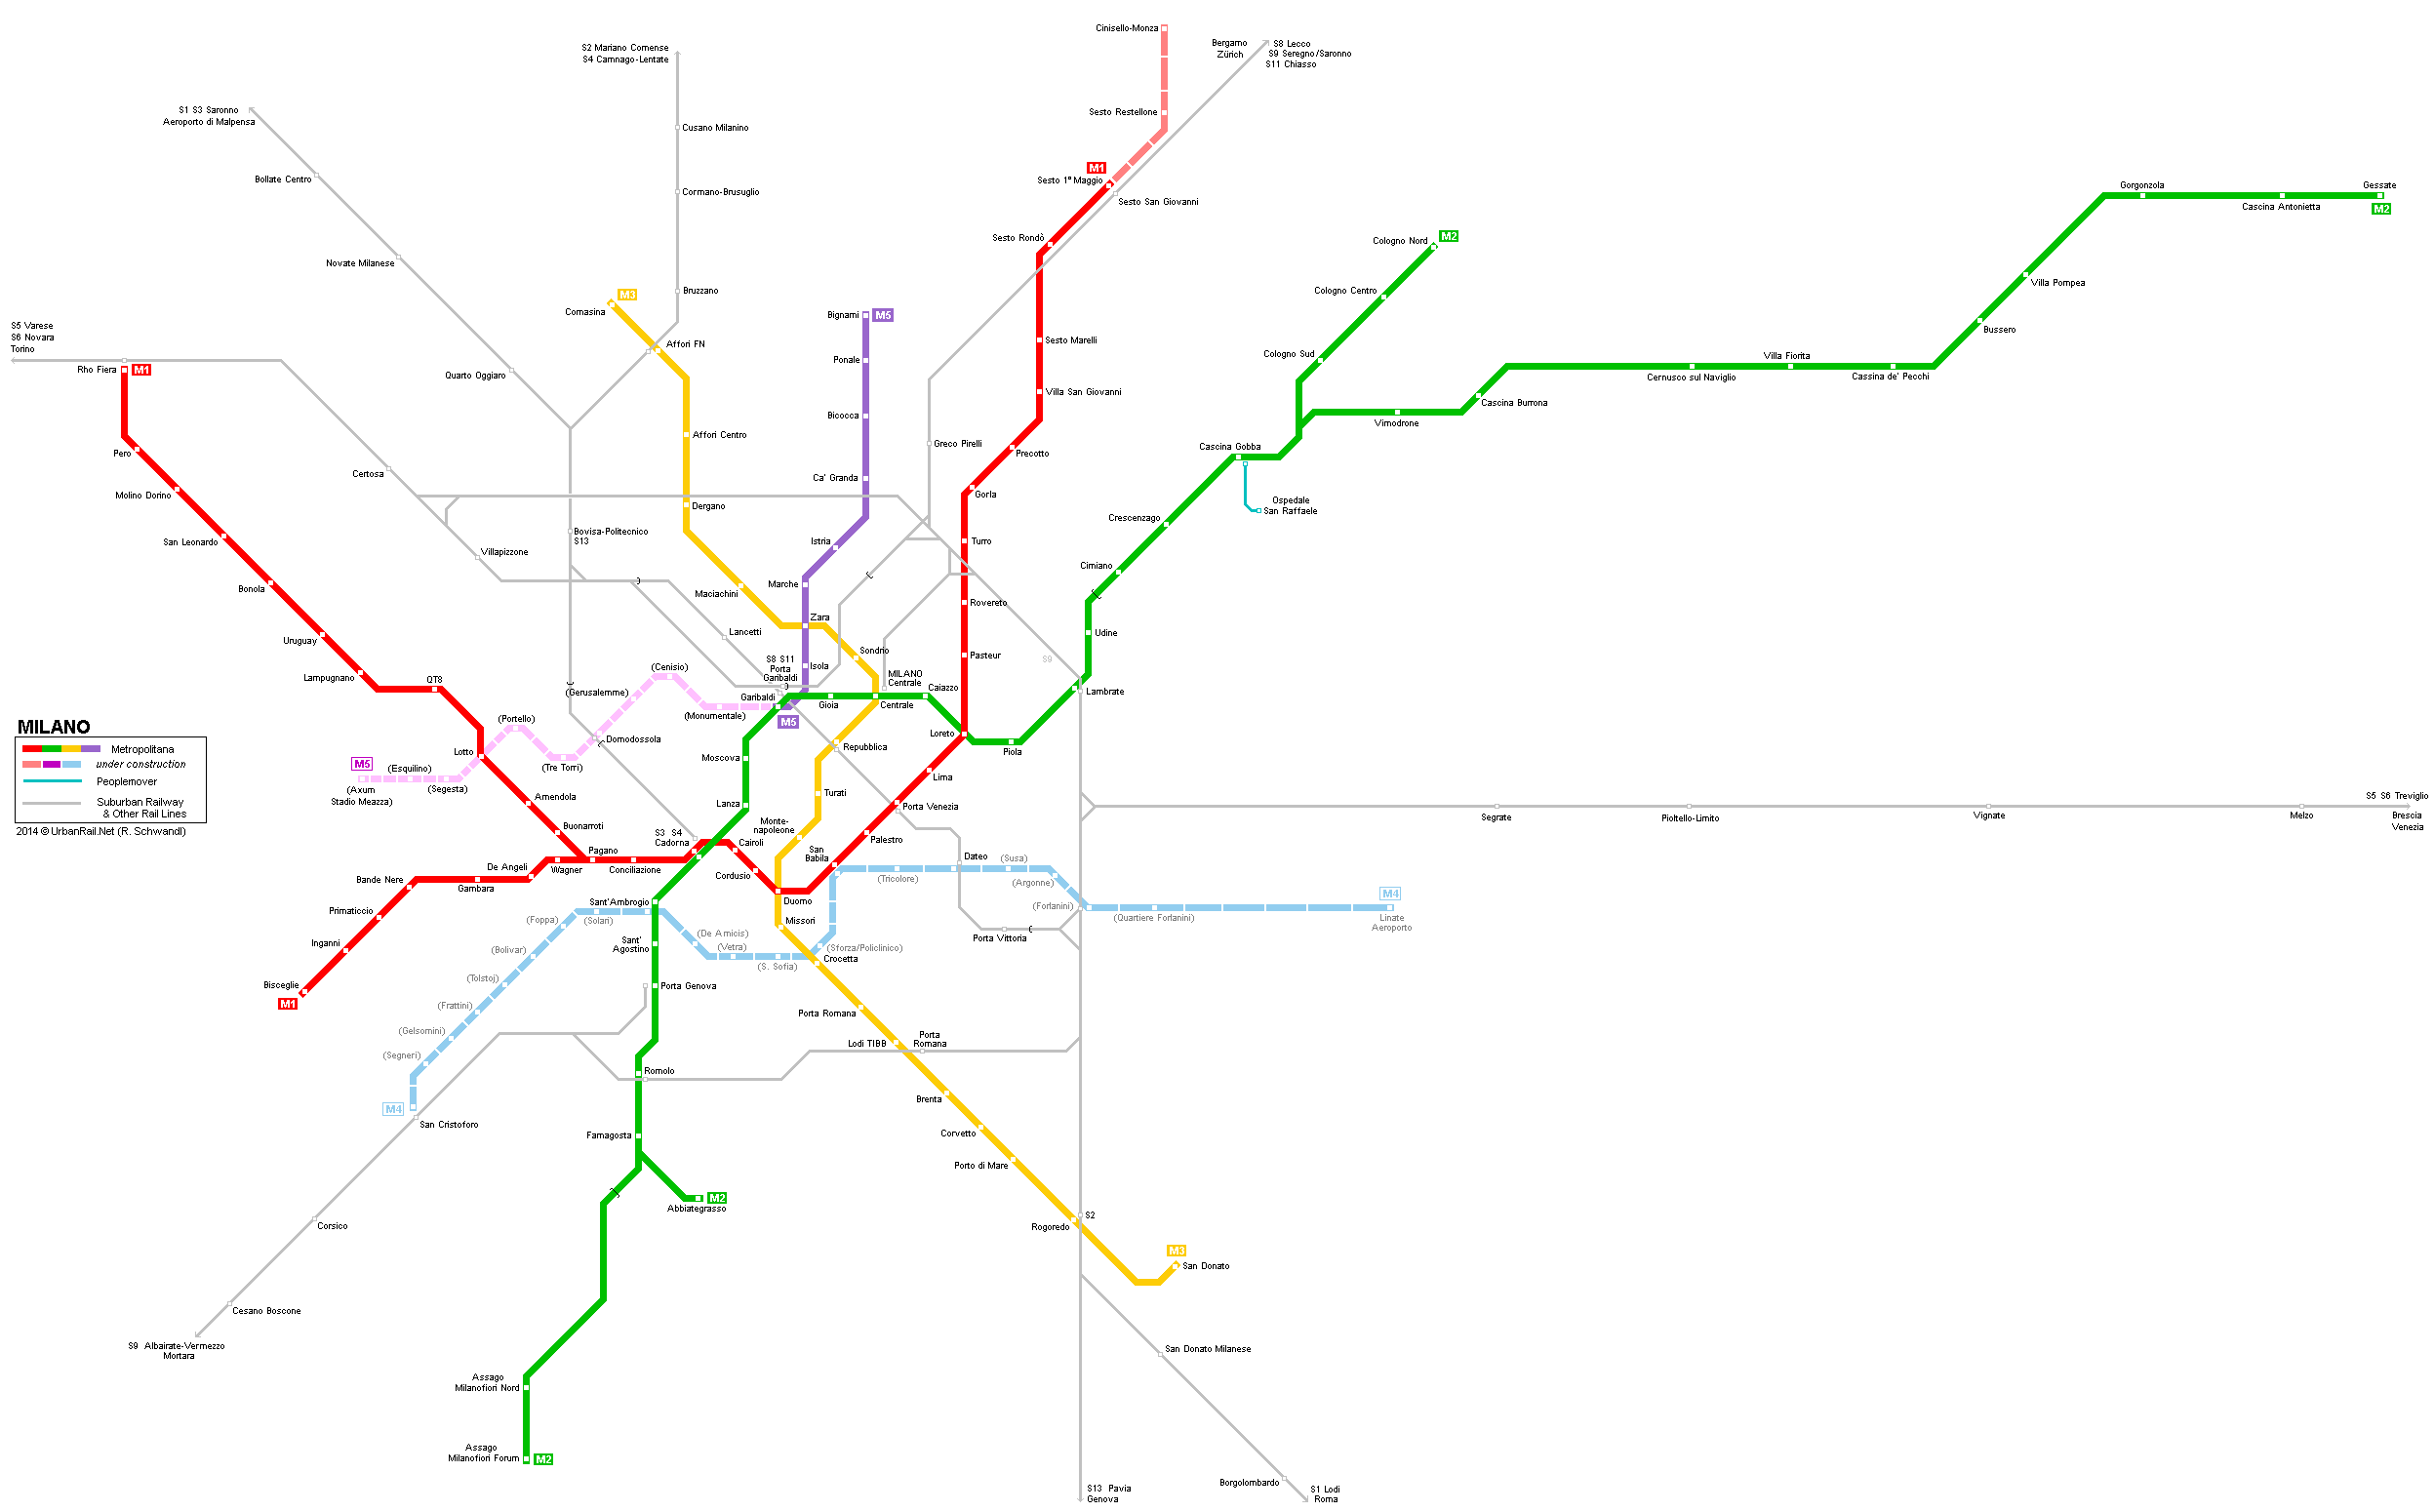 Cinisello-Monza
S2 Mariano Comense
S4 Camnago-Lentate
Bergamo
Zürich
S8 Lecco
S9 Seregno/Saronno
S11 Chiasso
S1 S3 Saronno
Aeroporto di Malpensa
Sesto Restellone
Cusano Milanino
M1
Sesto 1º Maggio
Sesto San Giovanni
Bollate Centro
Cormano-Brusuglio
Gorgonzola
Gessate
Cascina Antonietta
M2
Sesto Rondò
Cologno Nord
M2
Novate Milanese
Villa Pompea
Bruzzano
Cologno Centro
M3
Comasina
Bignami
M5
Bussero
S5 Varese
S6 Novara
Torino
Affori FN
Sesto Marelli
Cologno Sud
Villa Fiorita
Ponale
Rho Fiera
M1
Quarto Oggiaro
Cernusco sul Naviglio
Cassina de' Pecchi
Villa San Giovanni
Cascina Burrona
Bicocca
Vimodrone
Affori Centro
Greco Pirelli
Cascina Gobba
Pero
Precotto
Certosa
Ca' Granda
Molino Dorino
Gorla
Ospedale
San Raffaele
Dergano
Crescenzago
Bovisa-Politecnico
S13
San Leonardo
Istria
Turro
Villapizzone
Cimiano
Bonola
Marche
Maciachini
Rovereto
Zara
Udine
Lancetti
Uruguay
Sondrio
Pasteur
S8 S11
Porta
Garibaldi
Isola
S9
(Cenisio)
MILANO
Centrale
Lampugnano
QT8
(Gerusalemme)
Garibaldi
Gioia
Centrale
Caiazzo
Lambrate
(Portello)
(Monumentale)
M5
MILANO
Metropolitana
under construction
Peoplemover
Suburban Railway
& Other Rail Lines
2014 © UrbanRail.Net (R. Schwandl)
Lotto
Domodossola
Loreto
Repubblica
Piola
M5
(Esquilino)
(Tre Torri)
Moscova
(Axum
Stadio Meazza)
(Segesta)
Lima
Turati
Amendola
Lanza
Porta Venezia
S5 S6 Treviglio
Brescia
Venezia
Segrate
Pioltello-Limito
Vignate
Melzo
Buonarroti
S3 S4
Cadorna
Monte-
napoleone
Cairoli
Palestro
Pagano
San
Babila
Dateo
(Susa)
De Angeli
Wagner
Conciliazione
Cordusio
(Tricolore)
(Argonne)
Bande Nere
Gambara
M4
Sant'Ambrogio
Duomo
(Forlanini)
Primaticcio
(Foppa)
(Solari)
Missori
(Quartiere Forlanini)
Linate
Aeroporto
(De Amicis)
Inganni
(Bolivar)
Sant'
Agostino
(Vetra)
(Sforza/Policlinico)
Porta Vittoria
Crocetta
(S. Sofia)
(Tolstoj)
Bisceglie
M1
Porta Genova
(Frattini)
Porta Romana
(Gelsomini)
Lodi TIBB
Porta
Romana
(Segneri)
Romolo
Brenta
M4
San Cristoforo
Famagosta
Corvetto
Porto di Mare
M2
Abbiategrasso
Corsico
S2
Rogoredo
M3
San Donato
Cesano Boscone
S9 Albairate-Vermezzo
Mortara
San Donato Milanese
Assago
Milanofiori Nord
Assago
Milanofiori Forum
M2
Borgolombardo
S13 Pavia
Genova
S1 Lodi
Roma